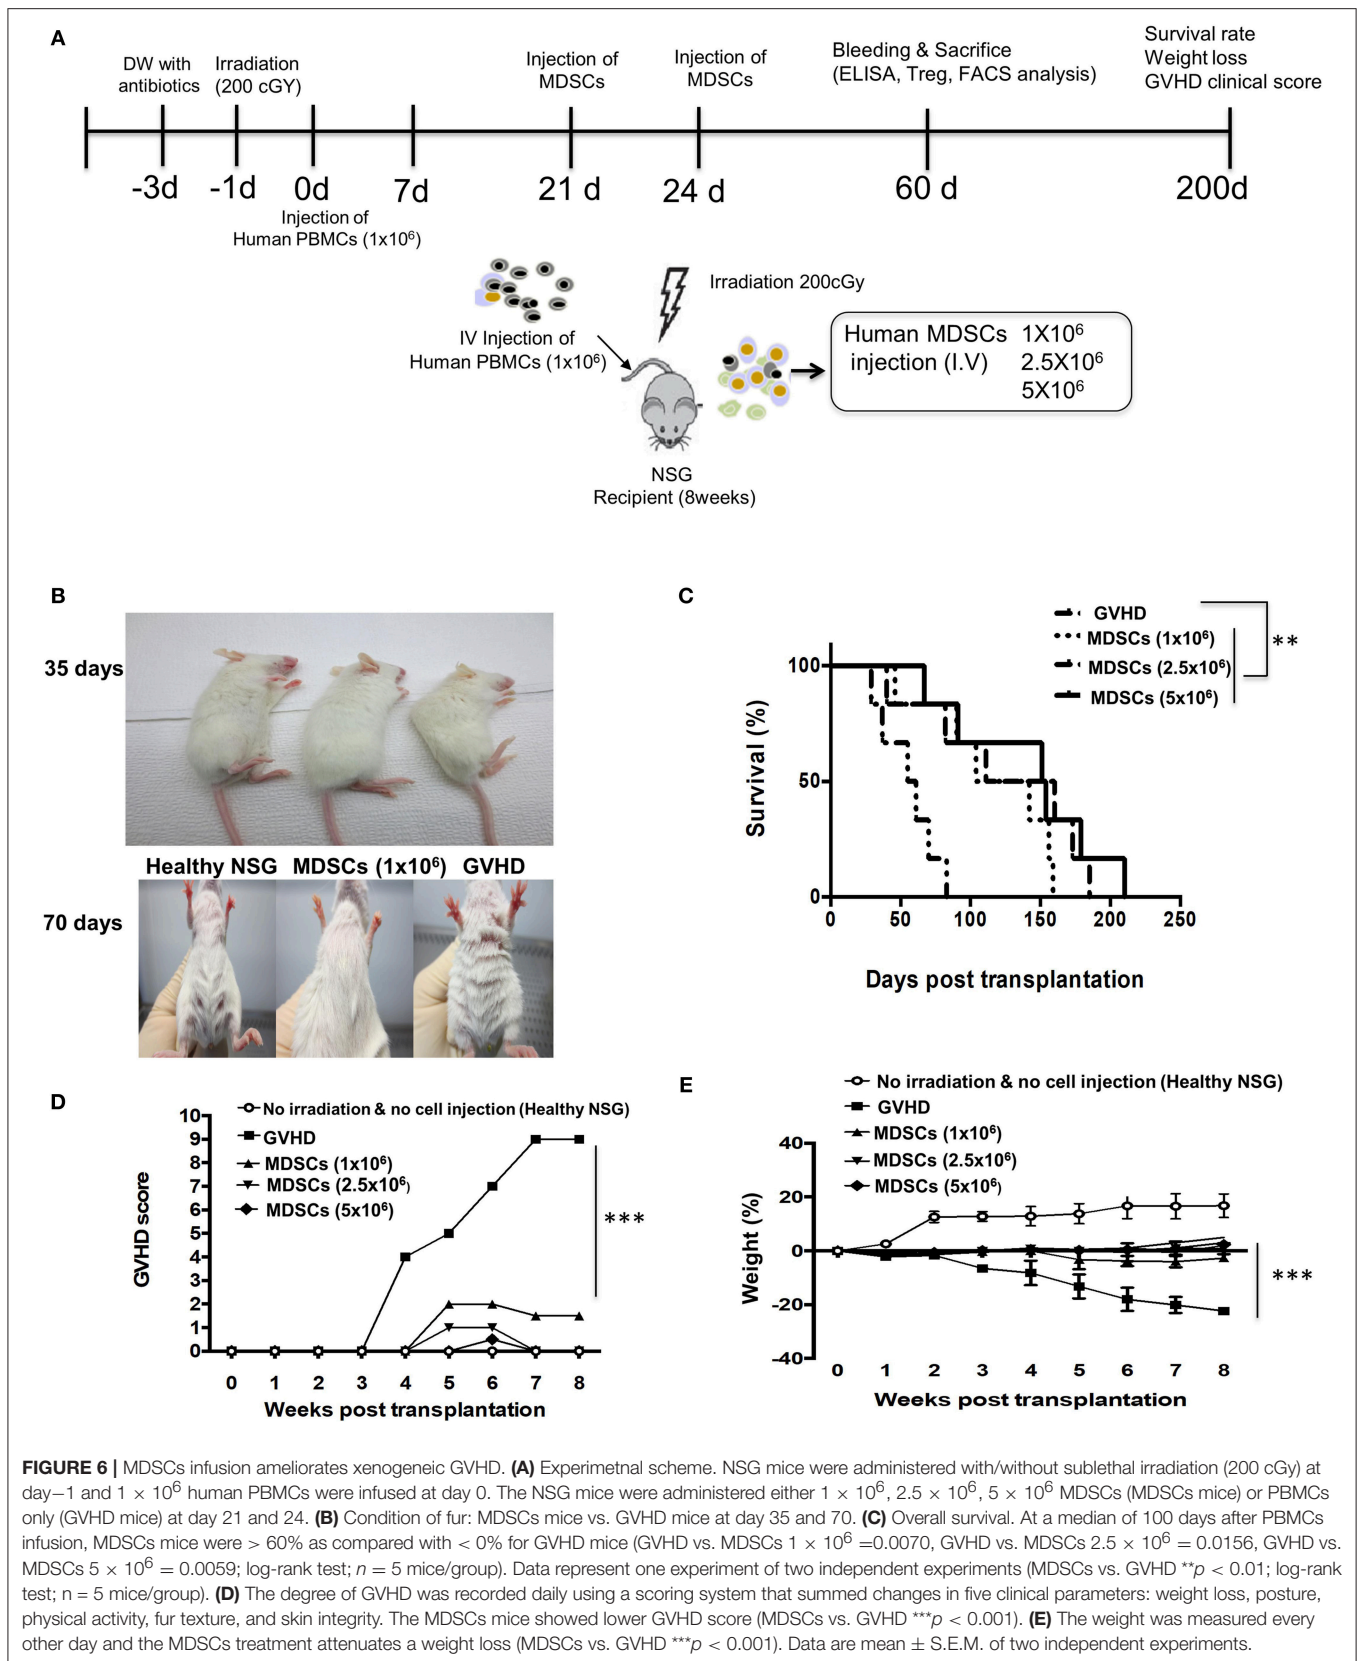 A
DW with
antibiotics
Irradiation
(200 cGY)
Injection of
MDSCs
Injection of
MDSCs
Bleeding & Sacrifice
(ELISA, Treg, FACS analysis)
Survival rate
Weight loss
GVHD clinical score
-3d -1d 0d 7d 21 d 24 d 60 d 200d
Injection of
Human PBMCs (1x10⁶)
IV Injection of
Human PBMCs (1x10⁶)
Irradiation 200cGy
Human MDSCs 1X10⁶
injection (I.V) 2.5X10⁶
5X10⁶
NSG
Recipient (8weeks)
B
35 days
Healthy NSG MDSCs (1x10⁶) GVHD
70 days
C
GVHD
MDSCs (1x10⁶)
MDSCs (2.5x10⁶)
MDSCs (5x10⁶)
**
Survival (%)
100
50
0
0 50 100 150 200 250
Days post transplantation
D
No irradiation & no cell injection (Healthy NSG)
GVHD
MDSCs (1x10⁶)
MDSCs (2.5x10⁶)
MDSCs (5x10⁶)
***
GVHD score
10
9
8
7
6
5
4
3
2
1
0
0 1 2 3 4 5 6 7 8
Weeks post transplantation
E
No irradiation & no cell injection (Healthy NSG)
GVHD
MDSCs (1x10⁶)
MDSCs (2.5x10⁶)
MDSCs (5x10⁶)
***
Weight (%)
40
20
0
-20
-40
0 1 2 3 4 5 6 7 8
Weeks post transplantation
FIGURE 6 | MDSCs infusion ameliorates xenogeneic GVHD. (A) Experimetnal scheme. NSG mice were administered with/without sublethal irradiation (200 cGy) at
day−1 and 1 × 10⁶ human PBMCs were infused at day 0. The NSG mice were administered either 1 × 10⁶, 2.5 × 10⁶, 5 × 10⁶ MDSCs (MDSCs mice) or PBMCs
only (GVHD mice) at day 21 and 24. (B) Condition of fur: MDSCs mice vs. GVHD mice at day 35 and 70. (C) Overall survival. At a median of 100 days after PBMCs
infusion, MDSCs mice were > 60% as compared with < 0% for GVHD mice (GVHD vs. MDSCs 1 × 10⁶ =0.0070, GVHD vs. MDSCs 2.5 × 10⁶ = 0.0156, GVHD vs.
MDSCs 5 × 10⁶ = 0.0059; log-rank test; n = 5 mice/group). Data represent one experiment of two independent experiments (MDSCs vs. GVHD **p < 0.01; log-rank
test; n = 5 mice/group). (D) The degree of GVHD was recorded daily using a scoring system that summed changes in five clinical parameters: weight loss, posture,
physical activity, fur texture, and skin integrity. The MDSCs mice showed lower GVHD score (MDSCs vs. GVHD ***p < 0.001). (E) The weight was measured every
other day and the MDSCs treatment attenuates a weight loss (MDSCs vs. GVHD ***p < 0.001). Data are mean ± S.E.M. of two independent experiments.